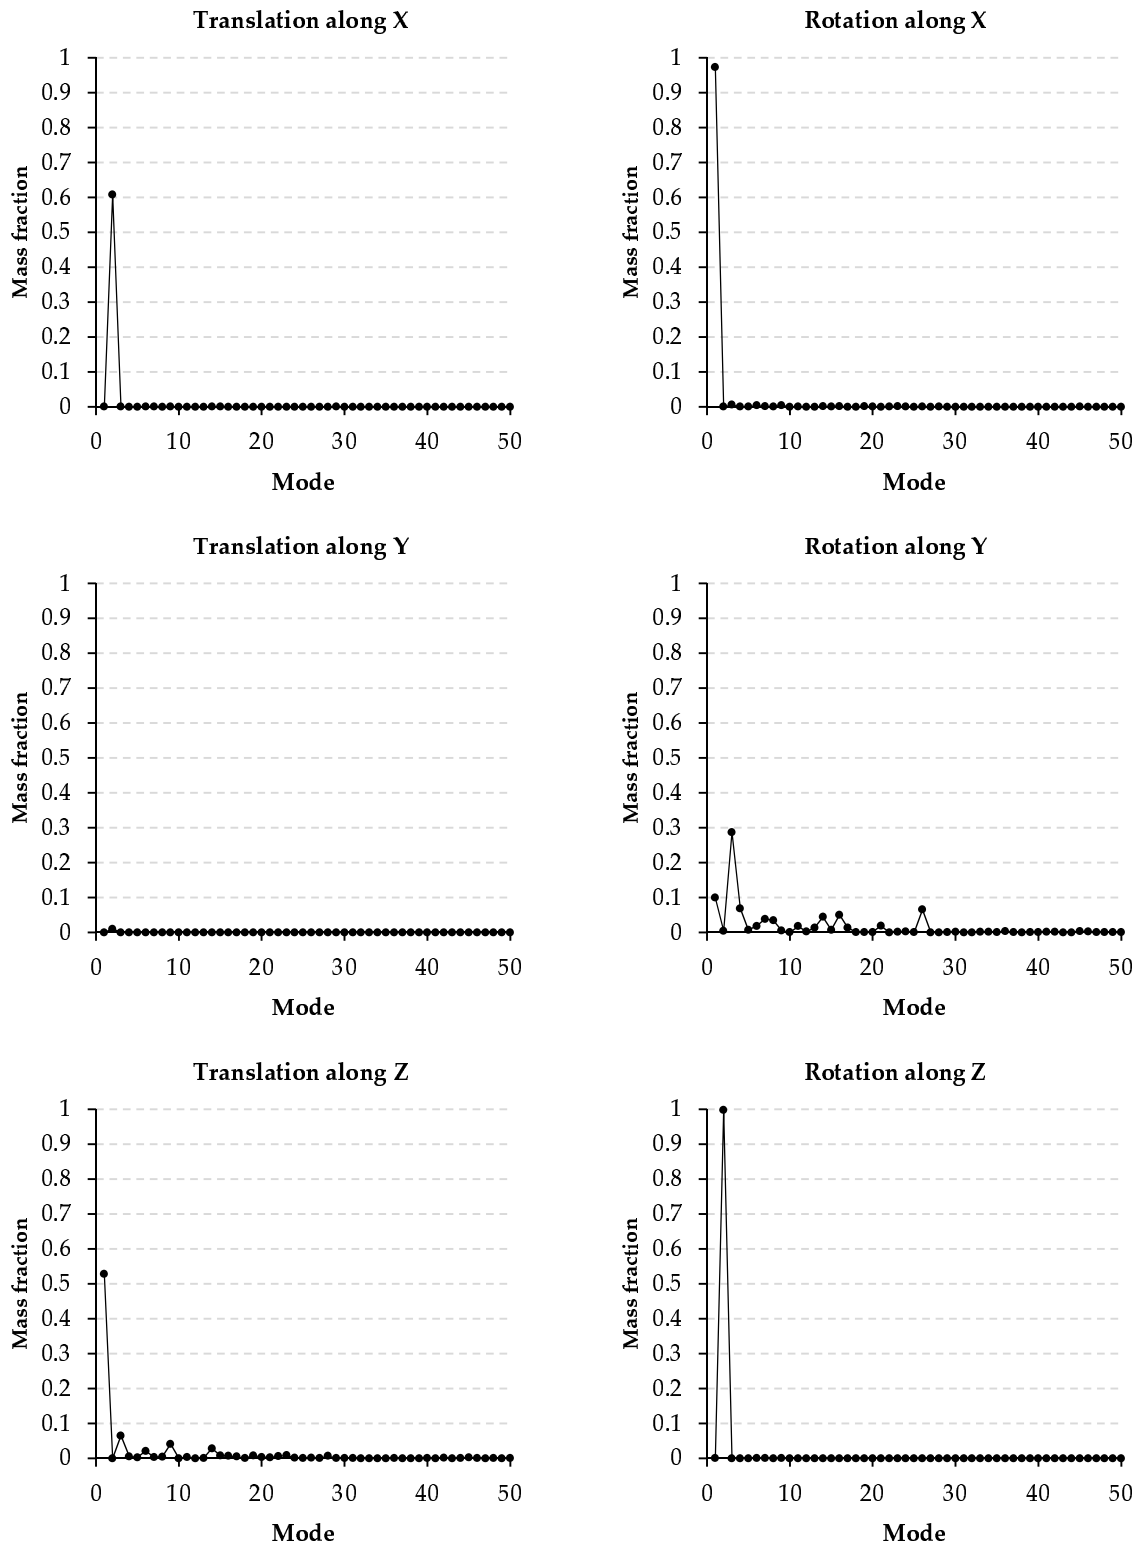 Translation along X
1
0.9
0.8
0.7
0.6
0.5
0.4
0.3
0.2
0.1
0
Mass fraction
0 10 20 30 40 50
Mode
Rotation along X
1
0.9
0.8
0.7
0.6
0.5
0.4
0.3
0.2
0.1
0
Mass fraction
0 10 20 30 40 50
Mode
Translation along Y
1
0.9
0.8
0.7
0.6
0.5
0.4
0.3
0.2
0.1
0
Mass fraction
0 10 20 30 40 50
Mode
Rotation along Y
1
0.9
0.8
0.7
0.6
0.5
0.4
0.3
0.2
0.1
0
Mass fraction
0 10 20 30 40 50
Mode
Translation along Z
1
0.9
0.8
0.7
0.6
0.5
0.4
0.3
0.2
0.1
0
Mass fraction
0 10 20 30 40 50
Mode
Rotation along Z
1
0.9
0.8
0.7
0.6
0.5
0.4
0.3
0.2
0.1
0
Mass fraction
0 10 20 30 40 50
Mode